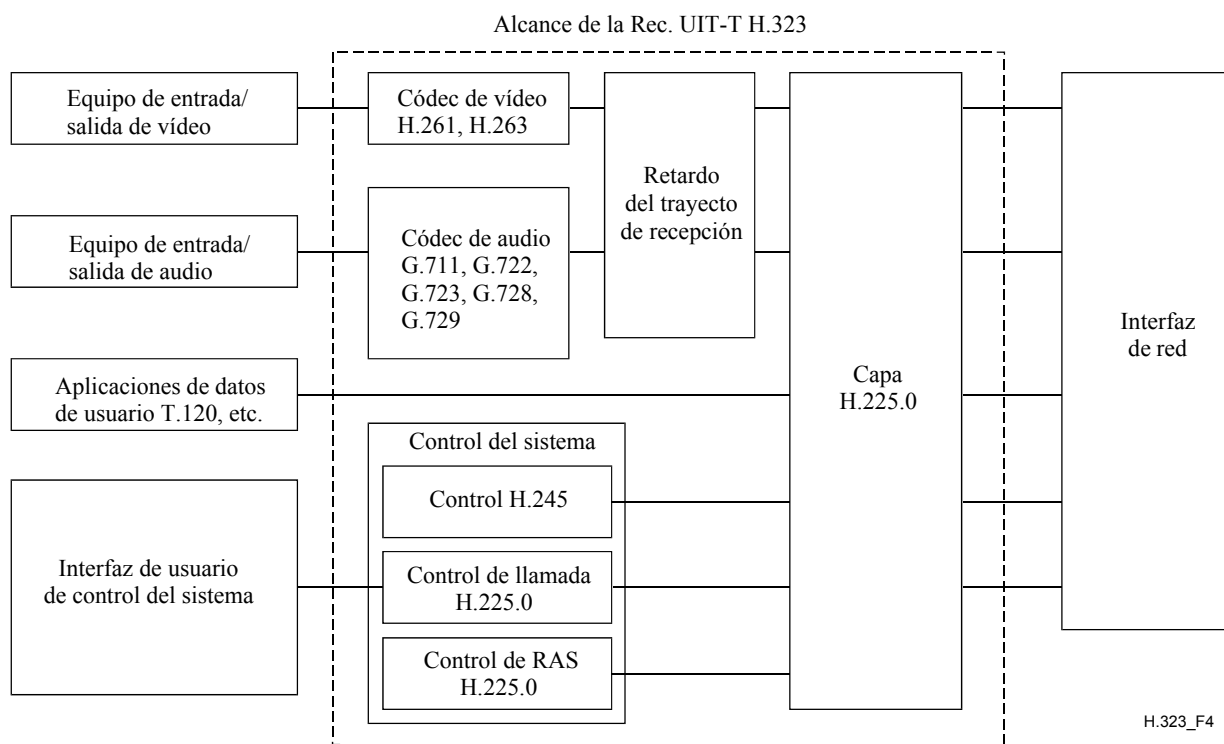 Alcance de la Rec. UIT-T H.323
Equipo de entrada/
salida de vídeo
Códec de vídeo
H.261, H.263
Equipo de entrada/
salida de audio
Códec de audio
G.711, G.722,
G.723, G.728,
G.729
Retardo
del trayecto
de recepción
Aplicaciones de datos
de usuario T.120, etc.
Interfaz de usuario
de control del sistema
Control del sistema
Control H.245
Control de llamada
H.225.0
Control de RAS
H.225.0
Capa
H.225.0
Interfaz
de red
H.323_F4